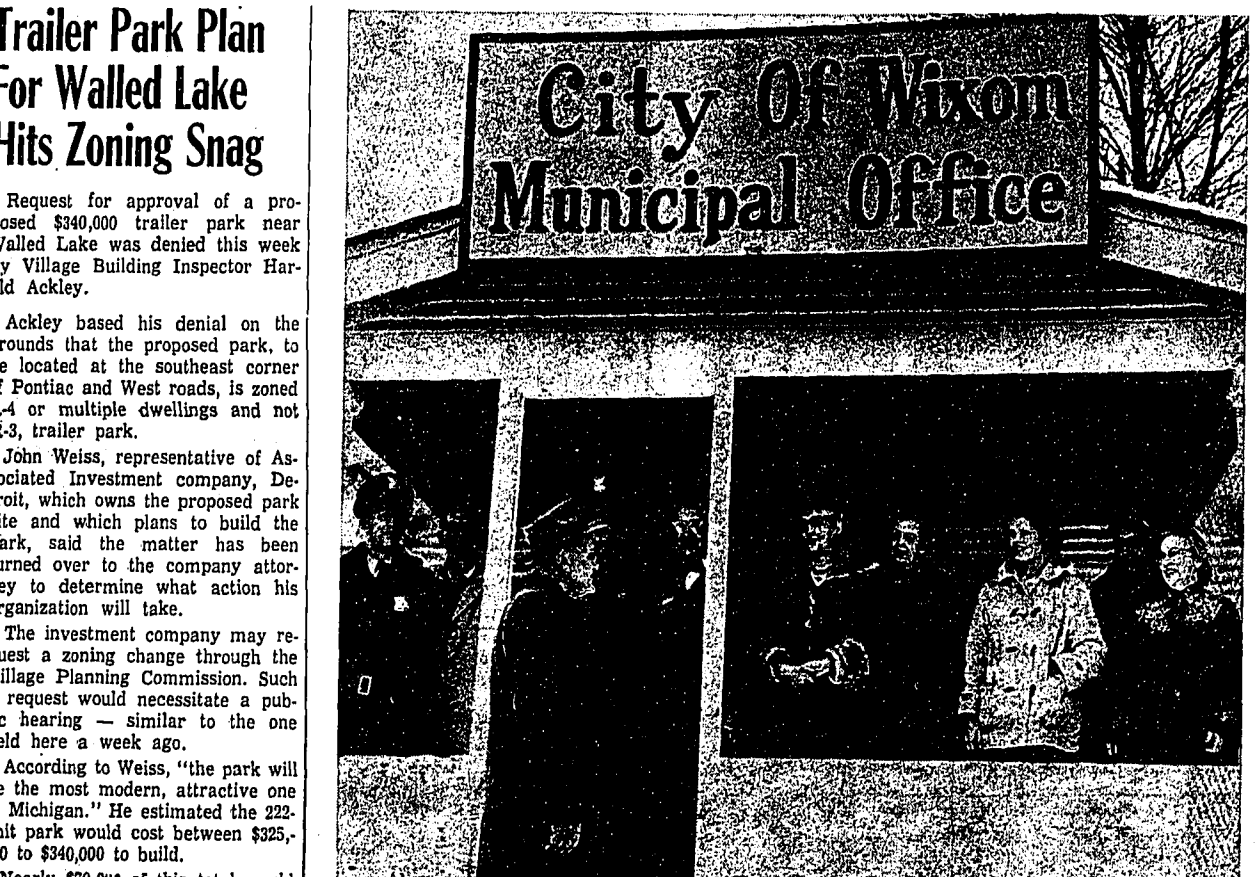 Trailer Park Plan
For Walled Lake
Hits Zoning Snag
Request for approval of a pro-
osed $340,000 trailer park near
Walled Lake was denied this week
y Village Building Inspector Har-
ld Ackley.
Ackley based his denial on the
rounds that the proposed park, to
e located at the southeast corner
f Pontiac and West roads, is zoned
-4 or multiple dwellings and not
-3, trailer park.
John Weiss, representative of As-
ociated Investment company, De-
roit, which owns the proposed park
ite and which plans to build the
ark, said the matter has been
urned over to the company attor-
ey to determine what action his
rganization will take.
The investment company may re-
uest a zoning change through the
illage Planning Commission. Such
request would necessitate a pub-
c hearing — similar to the one
eld here a week ago.
According to Weiss, "the park will
e the most modern, attractive one
Michigan." He estimated the 222-
nit park would cost between $325,-
0 to $340,000 to build.
City Of Wixom
Municipal Office